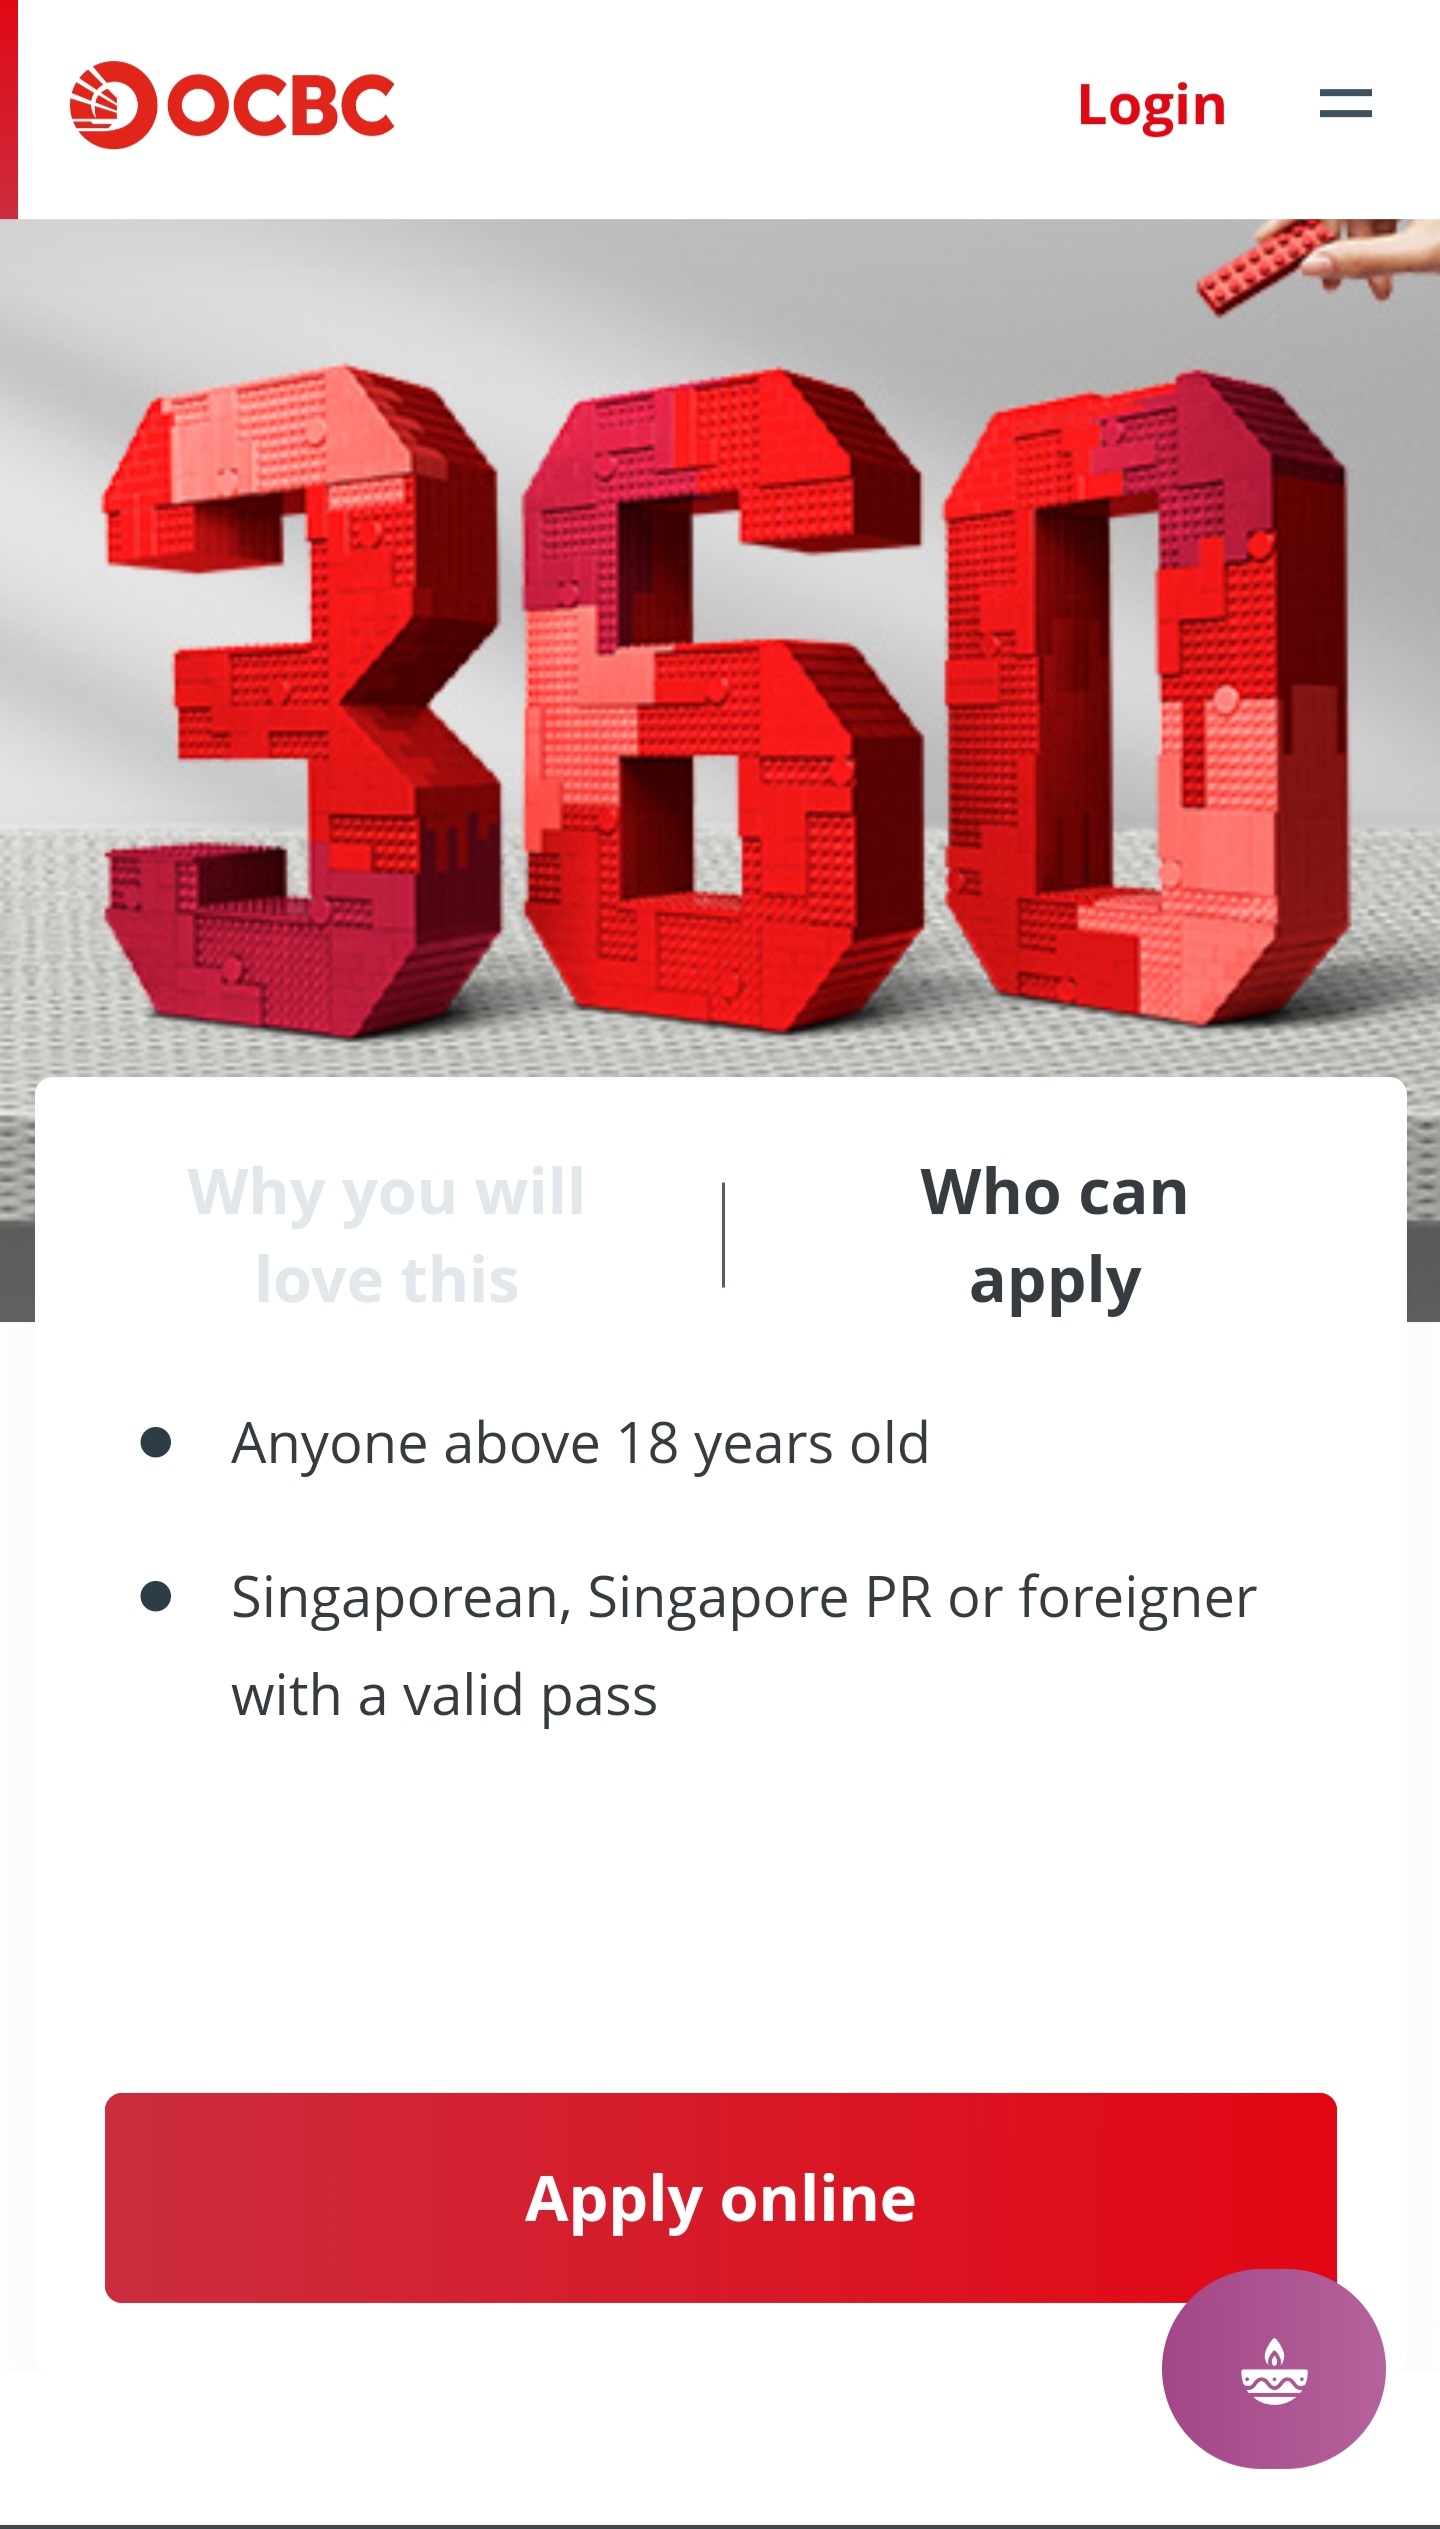 OCBC
Login
360
Why you will
love this
Who can
apply
Anyone above 18 years old
Singaporean, Singapore PR or foreigner
with a valid pass
Apply online